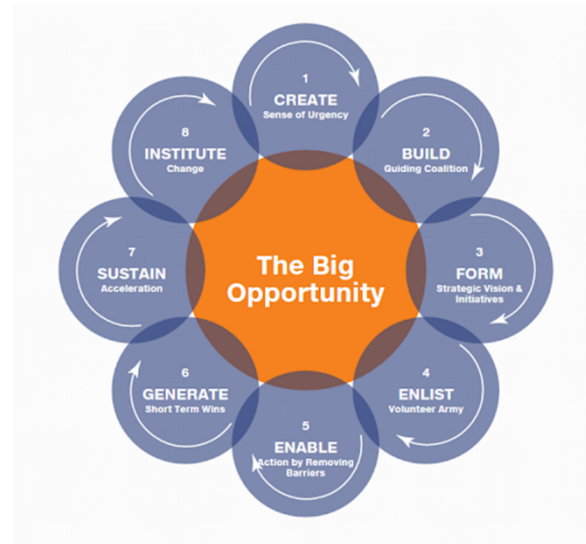 1
CREATE
Sense of Urgency
2
BUILD
Guiding Coalition
3
FORM
Strategic Vision &
Initiatives
4
ENLIST
Volunteer Army
5
ENABLE
Action by Removing
Barriers
6
GENERATE
Short Term Wins
7
SUSTAIN
Acceleration
8
INSTITUTE
Change
The Big
Opportunity